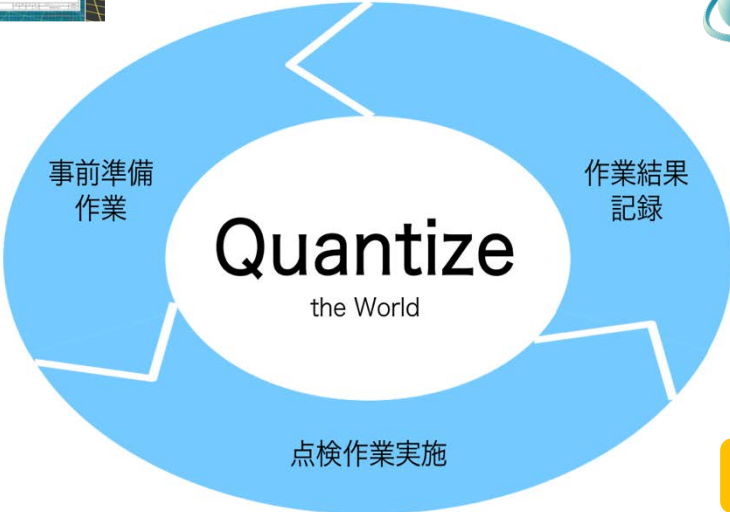 事前準備
作業
作業結果
記録
Quantize
the World
点検作業実施